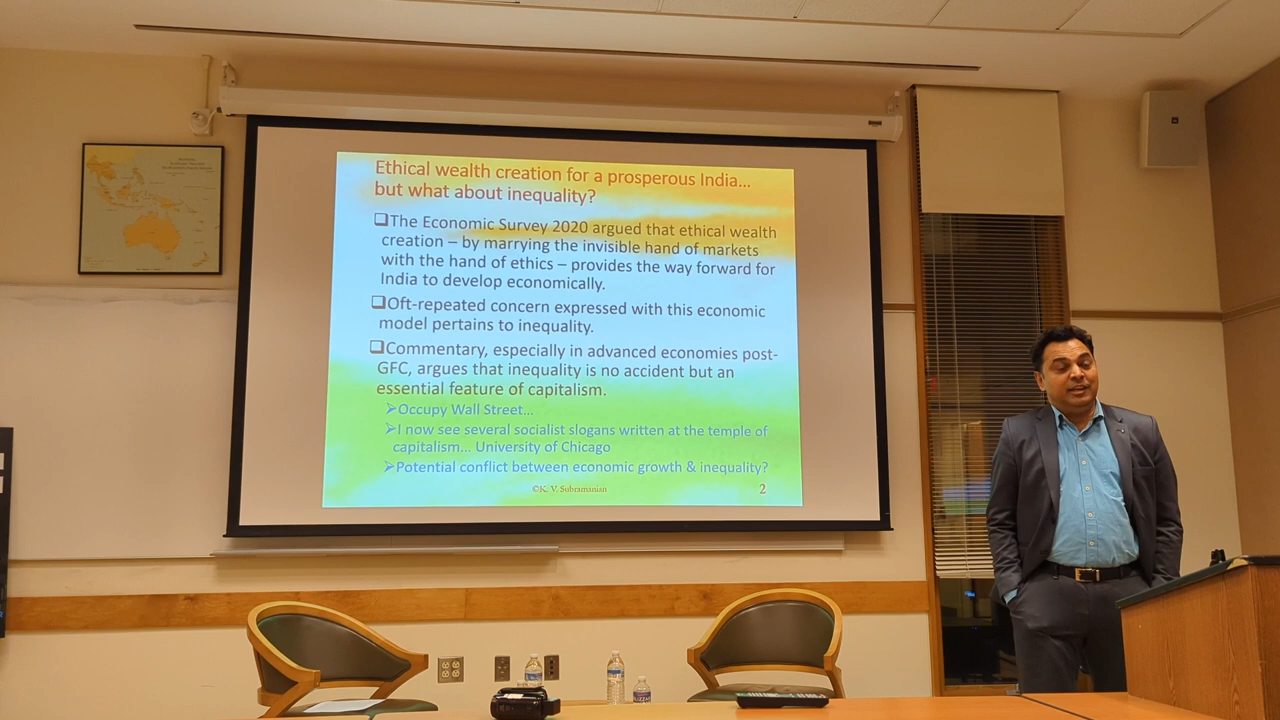 Ethical wealth creation for a prosperous India...
but what about inequality?
❑The Economic Survey 2020 argued that ethical wealth
creation – by marrying the invisible hand of markets
with the hand of ethics – provides the way forward for
India to develop economically.
❑Oft-repeated concern expressed with this economic
model pertains to inequality.
❑Commentary, especially in advanced economies post-
GFC, argues that inequality is no accident but an
essential feature of capitalism.
➢Occupy Wall Street...
➢I now see several socialist slogans written at the temple of
capitalism... University of Chicago
➢Potential conflict between economic growth & inequality?
©K. V. Subramanian
2